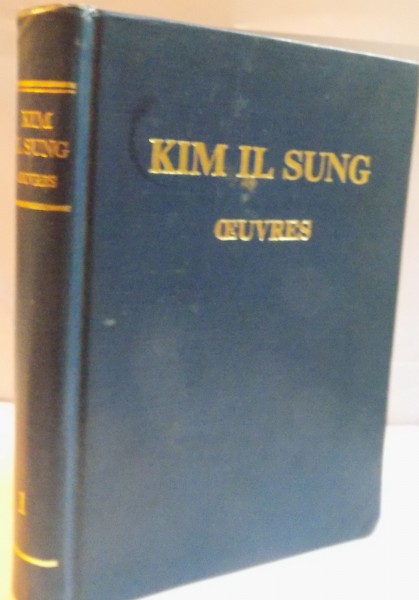 KIM
IL SUNG
ŒUVRES
1
KIM IL SUNG
ŒUVRES